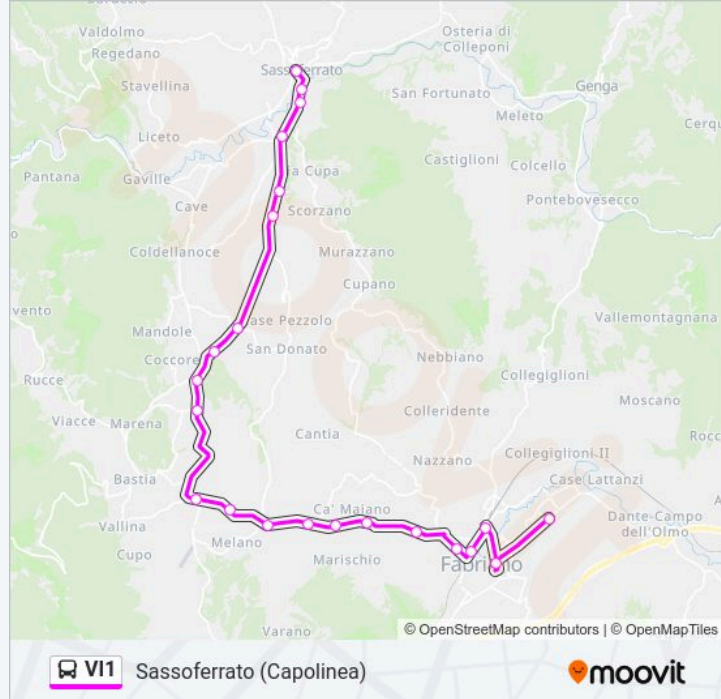 Valdolmo
Osteria di
Colleponi
Regedano
Sassoferrato
Stavellina
San Fortunato
Genga
Meleto
Cerqu
Liceto
Castiglioni
Colcello
Pantana
Gaville
a Cupa
Pontebovesecco
Cave
Scorzano
Coldellanoce
Murazzano
Cupano
vento
Mandole
ase Pezzolo
Vallemontagnana
San Donato
Coccore
Nebbiano
Rucce
Collegiglioni
Moscano
Viacce
Marena
Colleridente
Rocc
Cantia
Collegiglioni II
Nazzano
Bastia
Case Lattanzi
Ca' Maiano
Vallina
Dante-Campo
dell'Olmo
Melano
Cupo
Marischio
Fabriano
Varano
© OpenStreetMap contributors | © OpenMapTiles
VI1 Sassoferrato (Capolinea)
moovit